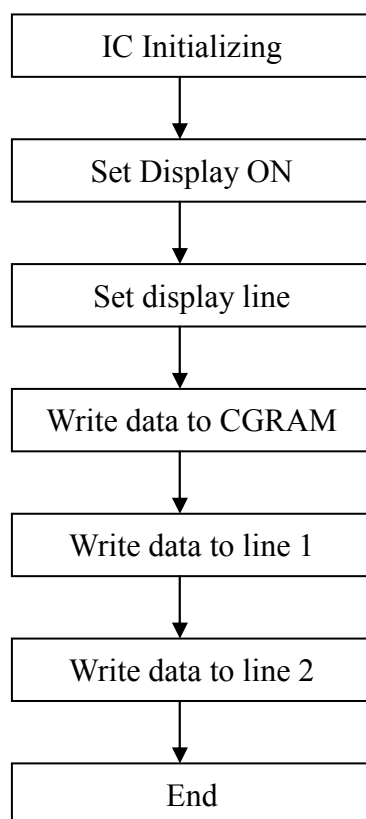 IC Initializing
Set Display ON
Set display line
Write data to CGRAM
Write data to line 1
Write data to line 2
End